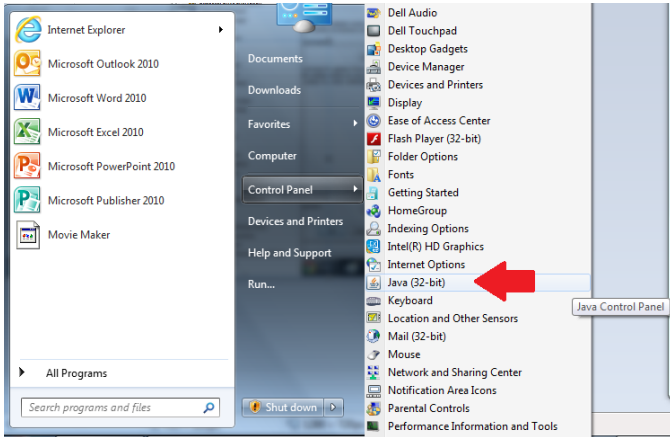 Internet Explorer
Microsoft Outlook 2010
Microsoft Word 2010
Microsoft Excel 2010
Microsoft PowerPoint 2010
Microsoft Publisher 2010
Movie Maker
All Programs
Search programs and files
Documents
Downloads
Favorites
Computer
Control Panel
Devices and Printers
Help and Support
Run...
Shut down
Dell Audio
Dell Touchpad
Desktop Gadgets
Device Manager
Devices and Printers
Display
Ease of Access Center
Flash Player (32-bit)
Folder Options
Fonts
Getting Started
HomeGroup
Indexing Options
Intel(R) HD Graphics
Internet Options
Java (32-bit)
Keyboard
Location and Other Sensors
Mail (32-bit)
Mouse
Network and Sharing Center
Notification Area Icons
Parental Controls
Performance Information and Tools
Java Control Panel